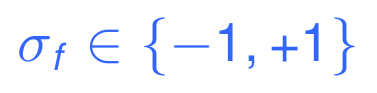 σ_f ∈ {−1, +1}